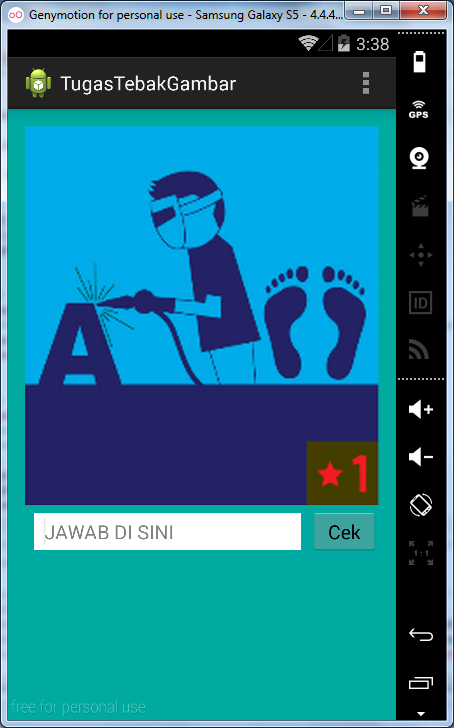 Genymotion for personal use - Samsung Galaxy S5 - 4.4.4...
3:38
TugasTebakGambar
GPS
A
1
ID
JAWAB DI SINI
Cek
1:1
free for personal use